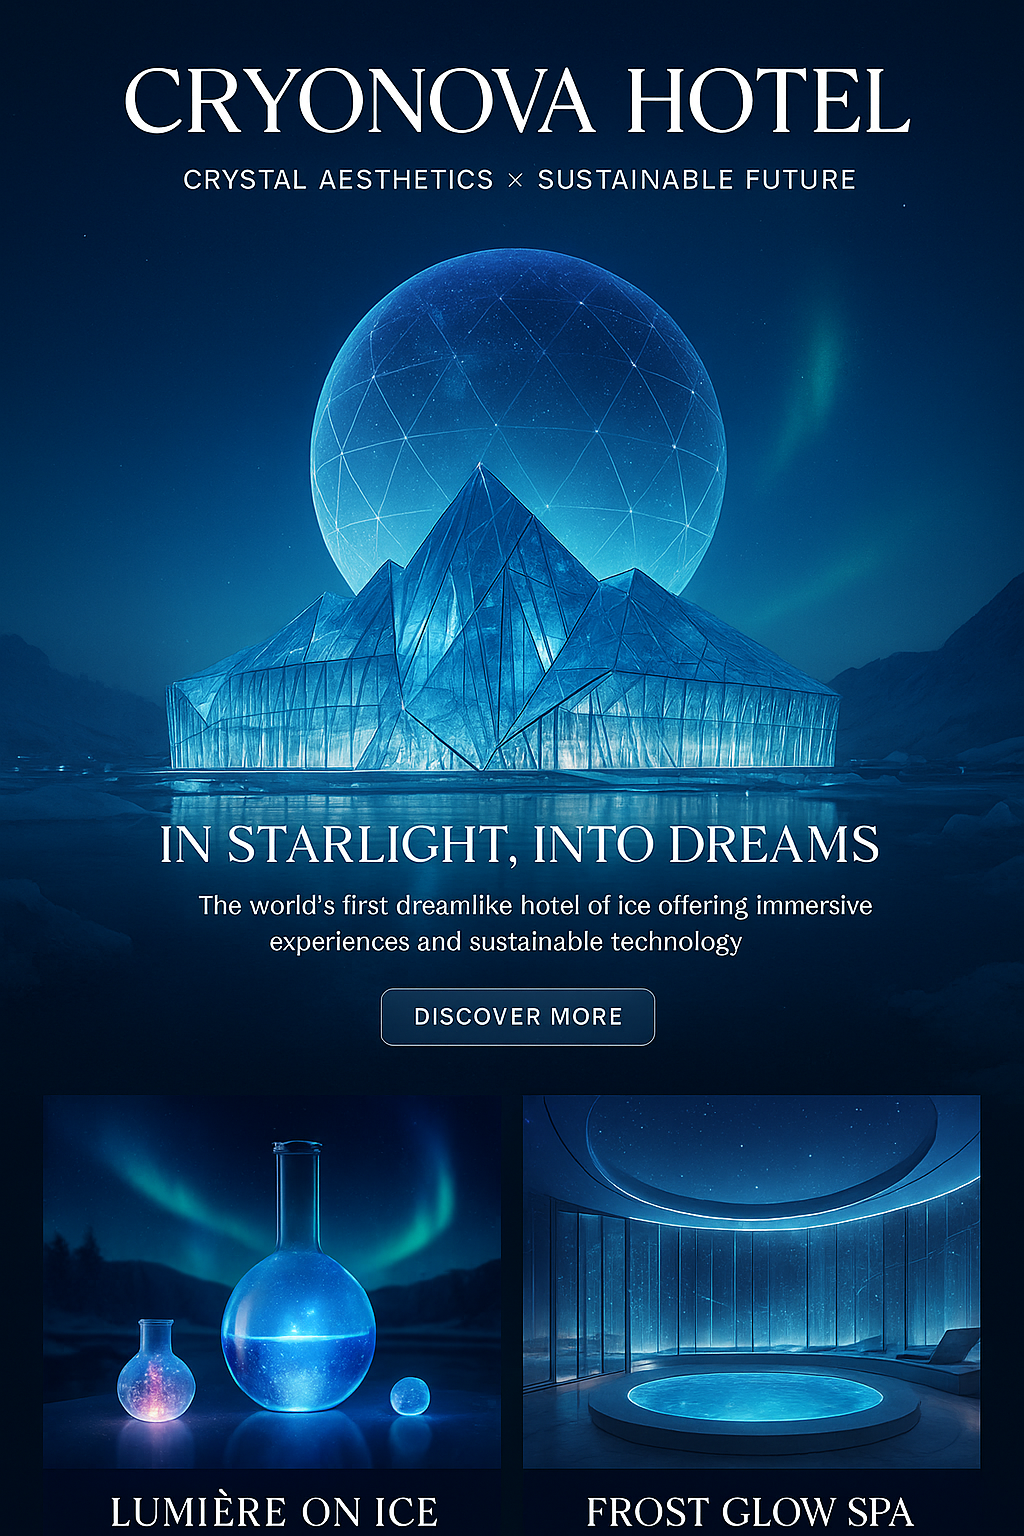 CRYONOVA HOTEL
CRYSTAL AESTHETICS × SUSTAINABLE FUTURE
IN STARLIGHT, INTO DREAMS
The world's first dreamlike hotel of ice offering immersive
experiences and sustainable technology
DISCOVER MORE
LUMIÈRE ON ICE
FROST GLOW SPA